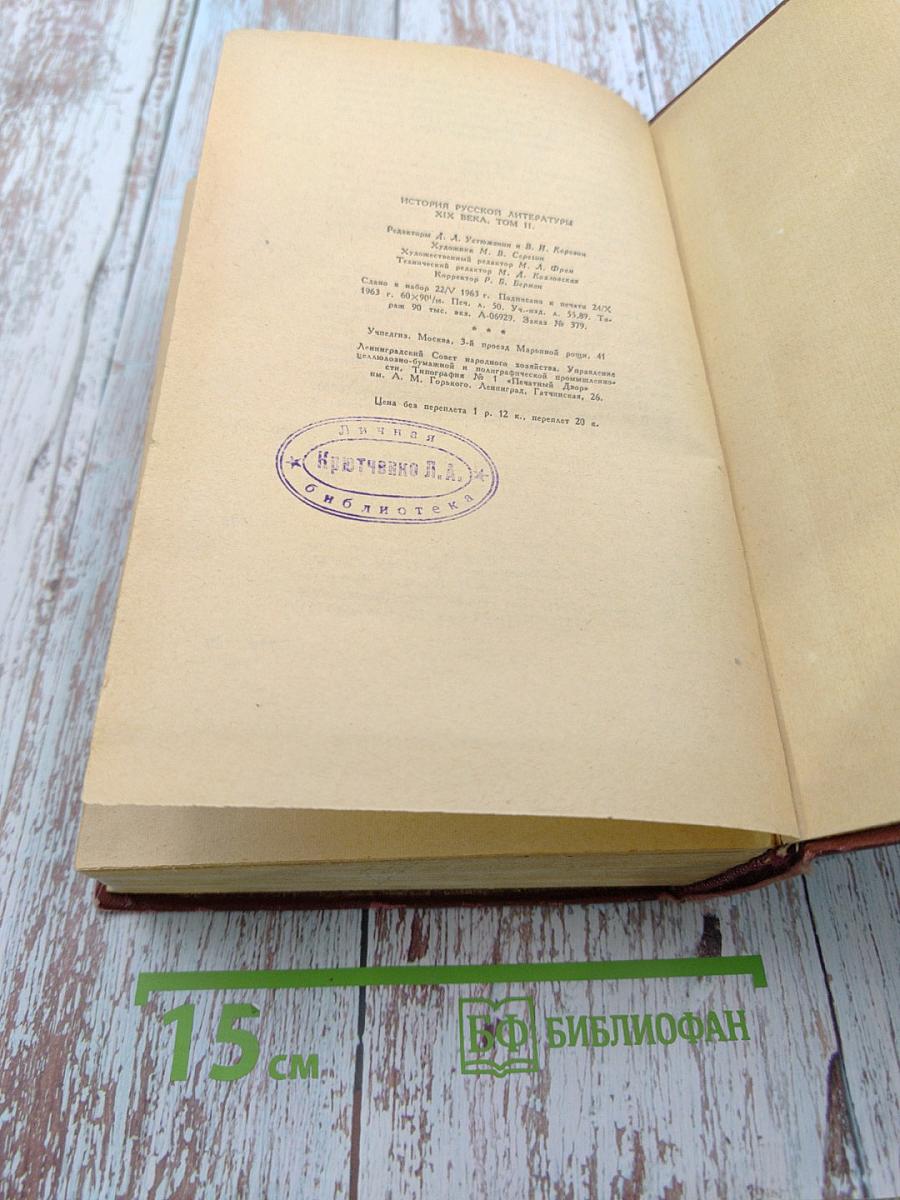 ИСТОРИЯ РУССКОЙ ЛИТЕРАТУРЫ
XIX ВЕКА. ТОМ II.
Редакторы Л. А. Устюжанин и В. И. Коровин
Художник М. В. Серегин
Художественный редактор М. Л. Фрам
Технический редактор М. Д. Козловская
Корректор Р. Б. Берман
Сдано в набор 22/V 1963 г. Подписано к печати 24/X
1963 г. 60×90¹/₁₆. Печ. л. 50. Уч.-изд. л. 55,89. Ти-
раж 90 тыс. экз. А-06929. Заказ № 379.
* * *
Учпедгиз. Москва, 3-й проезд Марьиной рощи, 41
Ленинградский Совет народного хозяйства. Управление
целлюлозно-бумажной и полиграфической промышленно-
сти, Типография № 1 «Печатный Двор»
им. А. М. Горького. Ленинград, Гатчинская, 26.
Цена без переплета 1 р. 12 к., переплет 20 к.
Личная
Крютченко Л.А.
библиотека
15 см
БФ БИБЛИОФАН